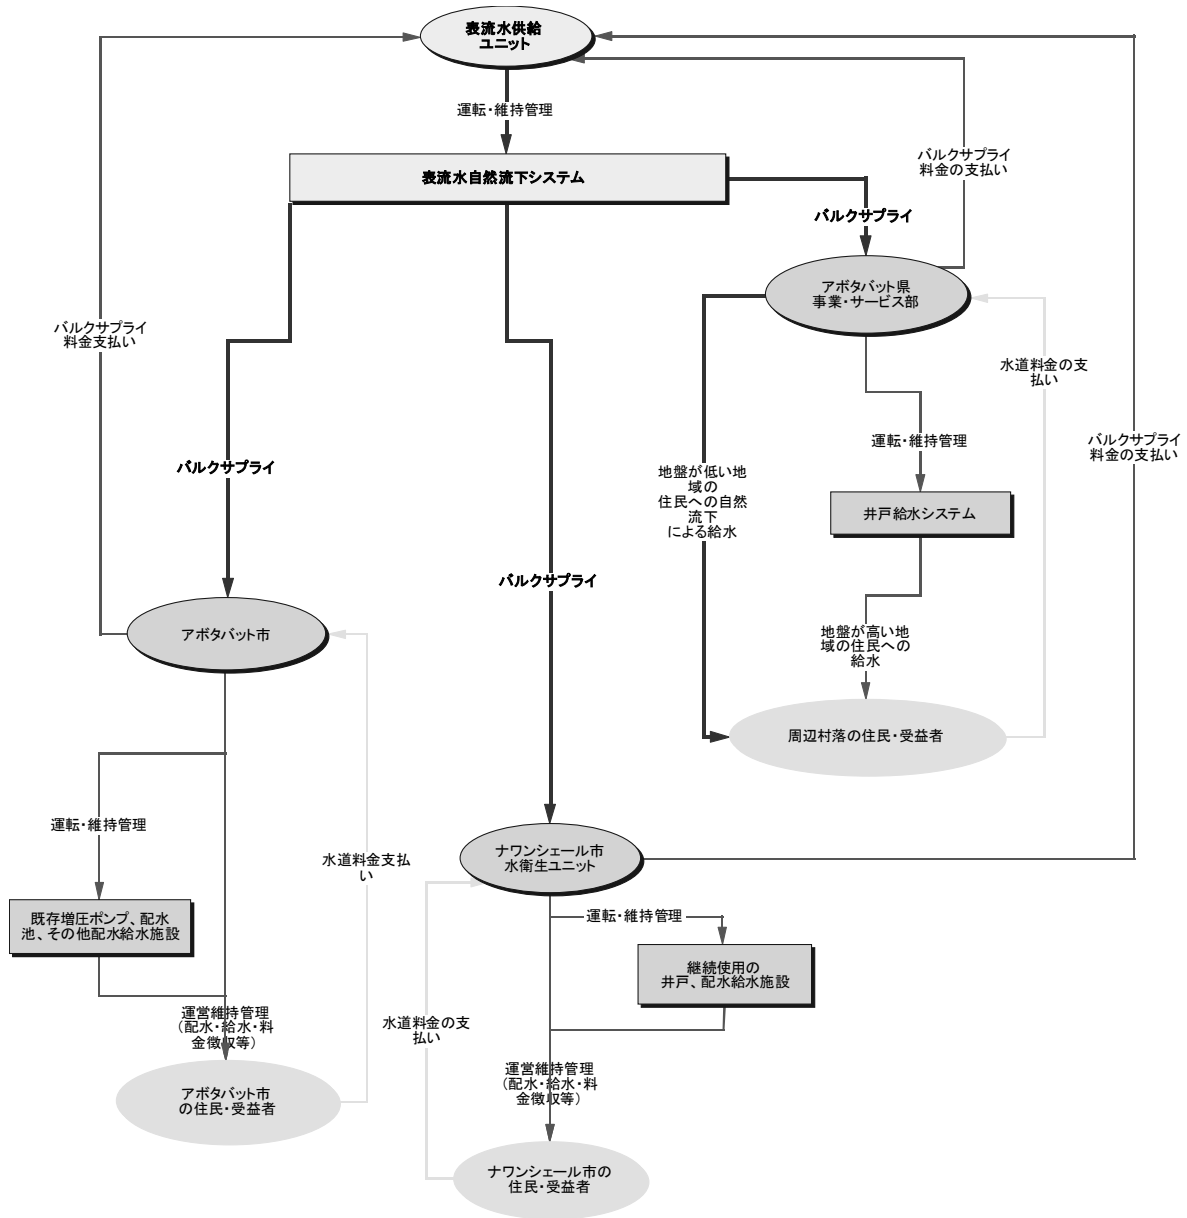 表流水供給
ユニット
運転・維持管理
バルクサプライ
料金の支払い
表流水自然流下システム
バルクサプライ
アボタバット県
事業・サービス部
バルクサプライ
料金支払い
水道料金の支
払い
運転・維持管理
バルクサプライ
料金の支払い
バルクサプライ
地盤が低い地
域の
住民への自然
流下
による給水
井戸給水システム
バルクサプライ
アボタバット市
地盤が高い地
域の住民への
給水
周辺村落の住民・受益者
運転・維持管理
水道料金支払
い
ナワンシェール市
水衛生ユニット
既存増圧ポンプ、配水
池、その他配水給水施設
運転・維持管理
継続使用の
井戸、配水給水施設
運営維持管理
(配水・給水・料
金徴収等)
水道料金の支
払い
運営維持管理
(配水・給水・料
金徴収等)
アボタバット市
の住民・受益者
ナワンシェール市の
住民・受益者